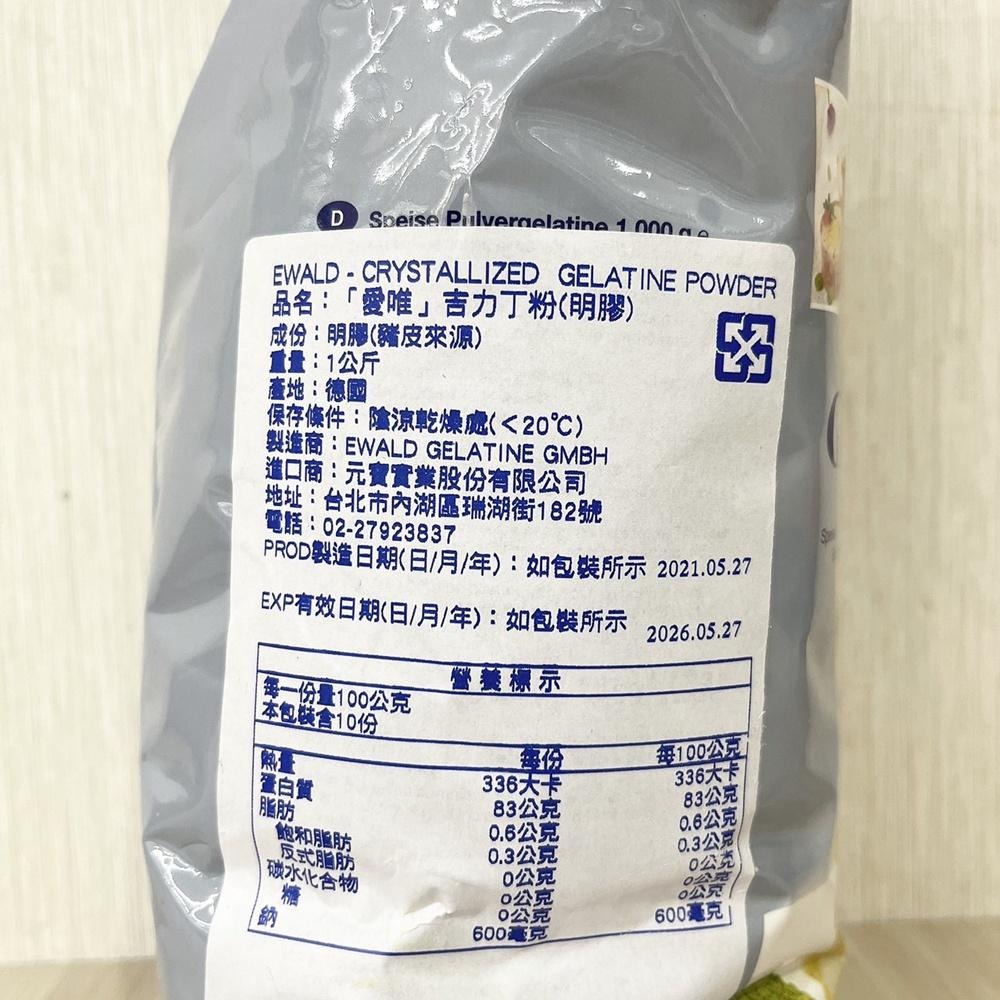 D Speise Pulvergelatine 1.000 g e
EWALD - CRYSTALLIZED GELATINE POWDER
品名：「愛唯」吉力丁粉(明膠)
成份：明膠(豬皮來源)
重量：1公斤
產地：德國
保存條件：陰涼乾燥處(＜20℃)
製造商：EWALD GELATINE GMBH
進口商：元寶實業股份有限公司
地址：台北市內湖區瑞湖街182號
電話：02-27923837
PROD製造日期(日/月/年)：如包裝所示 2021.05.27
EXP有效日期(日/月/年)：如包裝所示 2026.05.27
營養標示
每一份量100公克
本包裝含10份
每份 每100公克
熱量 336大卡 336大卡
蛋白質 83公克 83公克
脂肪 0.6公克 0.6公克
飽和脂肪 0.3公克 0.3公克
反式脂肪 0公克 0公克
碳水化合物 0公克 0公克
糖 0公克 0公克
鈉 600毫克 600毫克